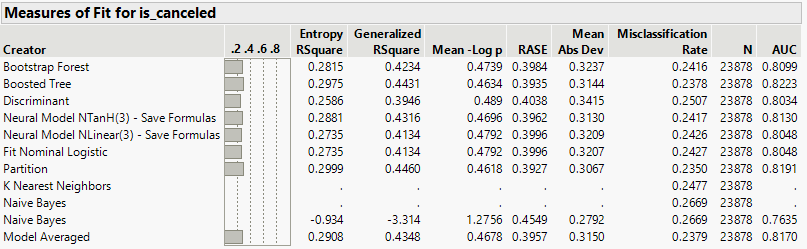 Measures of Fit for is_canceled
Entropy Generalized Mean Misclassification
Creator .2 .4 .6 .8 RSquare RSquare Mean -Log p RASE Abs Dev Rate N AUC
Bootstrap Forest 0.2815 0.4234 0.4739 0.3984 0.3237 0.2416 23878 0.8099
Boosted Tree 0.2975 0.4431 0.4634 0.3935 0.3144 0.2378 23878 0.8223
Discriminant 0.2586 0.3946 0.489 0.4038 0.3415 0.2507 23878 0.8034
Neural Model NTanH(3) - Save Formulas 0.2881 0.4316 0.4696 0.3962 0.3130 0.2417 23878 0.8130
Neural Model NLinear(3) - Save Formulas 0.2735 0.4134 0.4792 0.3996 0.3209 0.2426 23878 0.8048
Fit Nominal Logistic 0.2735 0.4134 0.4792 0.3996 0.3207 0.2427 23878 0.8048
Partition 0.2999 0.4460 0.4618 0.3927 0.3067 0.2350 23878 0.8191
K Nearest Neighbors . . . . . 0.2477 23878 .
Naive Bayes . . . . . 0.2669 23878 .
Naive Bayes -0.934 -3.314 1.2756 0.4549 0.2792 0.2669 23878 0.7635
Model Averaged 0.2908 0.4348 0.4678 0.3957 0.3150 0.2379 23878 0.8170